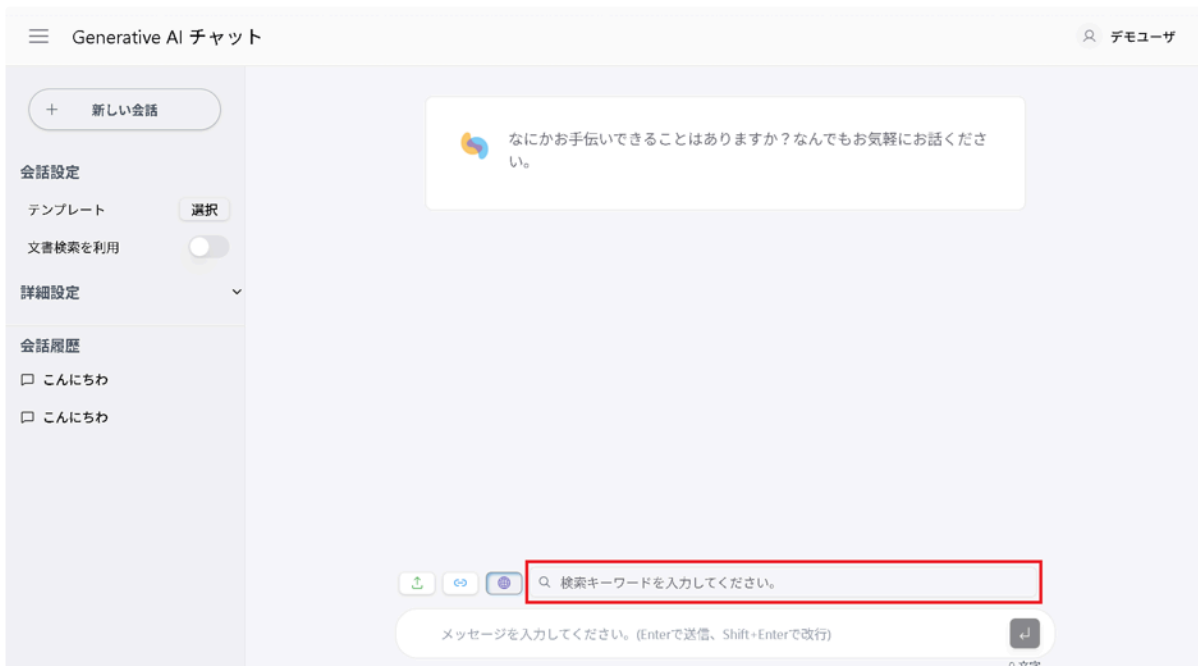 Generative AI チャット
デモユーザ
新しい会話
会話設定
テンプレート
選択
文書検索を利用
詳細設定
会話履歴
こんにちわ
こんにちわ
なにかお手伝いできることはありますか？なんでもお気軽にお話くださ
い。
検索キーワードを入力してください。
メッセージを入力してください。(Enterで送信、Shift+Enterで改行)
0 文字